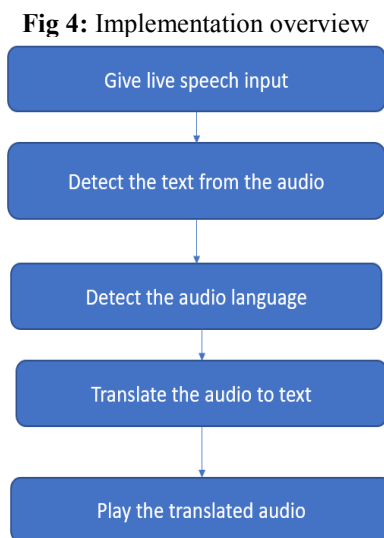 Fig 4: Implementation overview
Give live speech input
Detect the text from the audio
Detect the audio language
Translate the audio to text
Play the translated audio